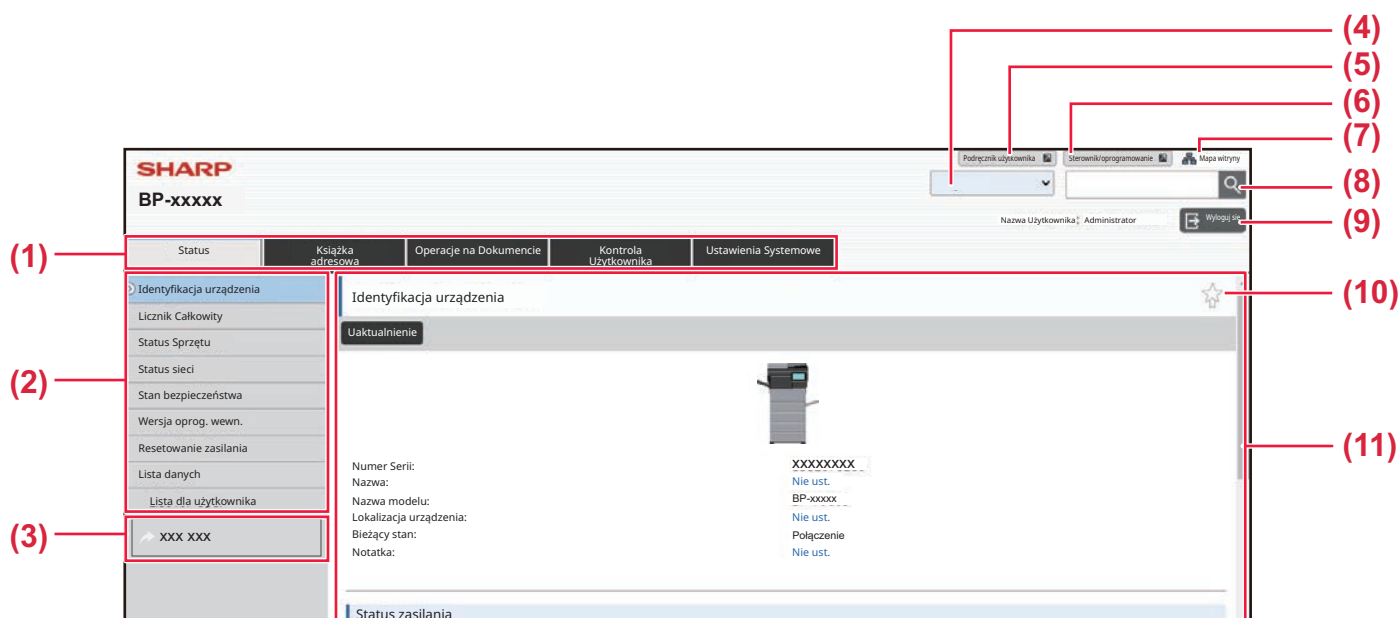 (4)
(5)
(6)
(7)
Podręcznik użytkownika
Sterownik/oprogramowanie
Mapa witryny
SHARP
(8)
BP-xxxxx
Nazwa Użytkownika: Administrator
Wyloguj się
(9)
(1)
Status
Książka
adresowa
Operacje na Dokumencie
Kontrola
Użytkownika
Ustawienia Systemowe
(2)
Identyfikacja urządzenia
Licznik Całkowity
Status Sprzętu
Status sieci
Stan bezpieczeństwa
Wersja oprog. wewn.
Resetowanie zasilania
Lista danych
Lista dla użytkownika
(3)
XXX XXX
Identyfikacja urządzenia
(10)
Uaktualnienie
(11)
Numer Serii: XXXXXXXX
Nazwa: Nie ust.
Nazwa modelu: BP-xxxxx
Lokalizacja urządzenia: Nie ust.
Bieżący stan: Połączenie
Notatka: Nie ust.
Status zasilania